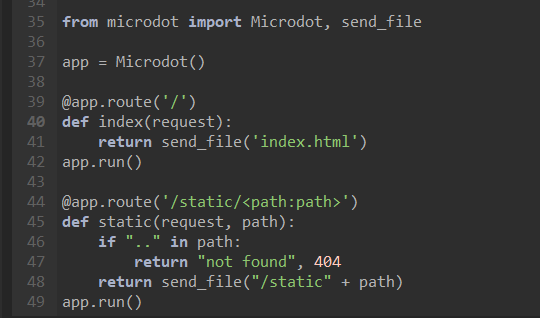 34
35 from microdot import Microdot, send_file
36
37 app = Microdot()
38
39 @app.route('/')
40 def index(request):
41     return send_file('index.html')
42 app.run()
43
44 @app.route('/static/<path:path>')
45 def static(request, path):
46     if ".." in path:
47         return "not found", 404
48     return send_file("/static" + path)
49 app.run()